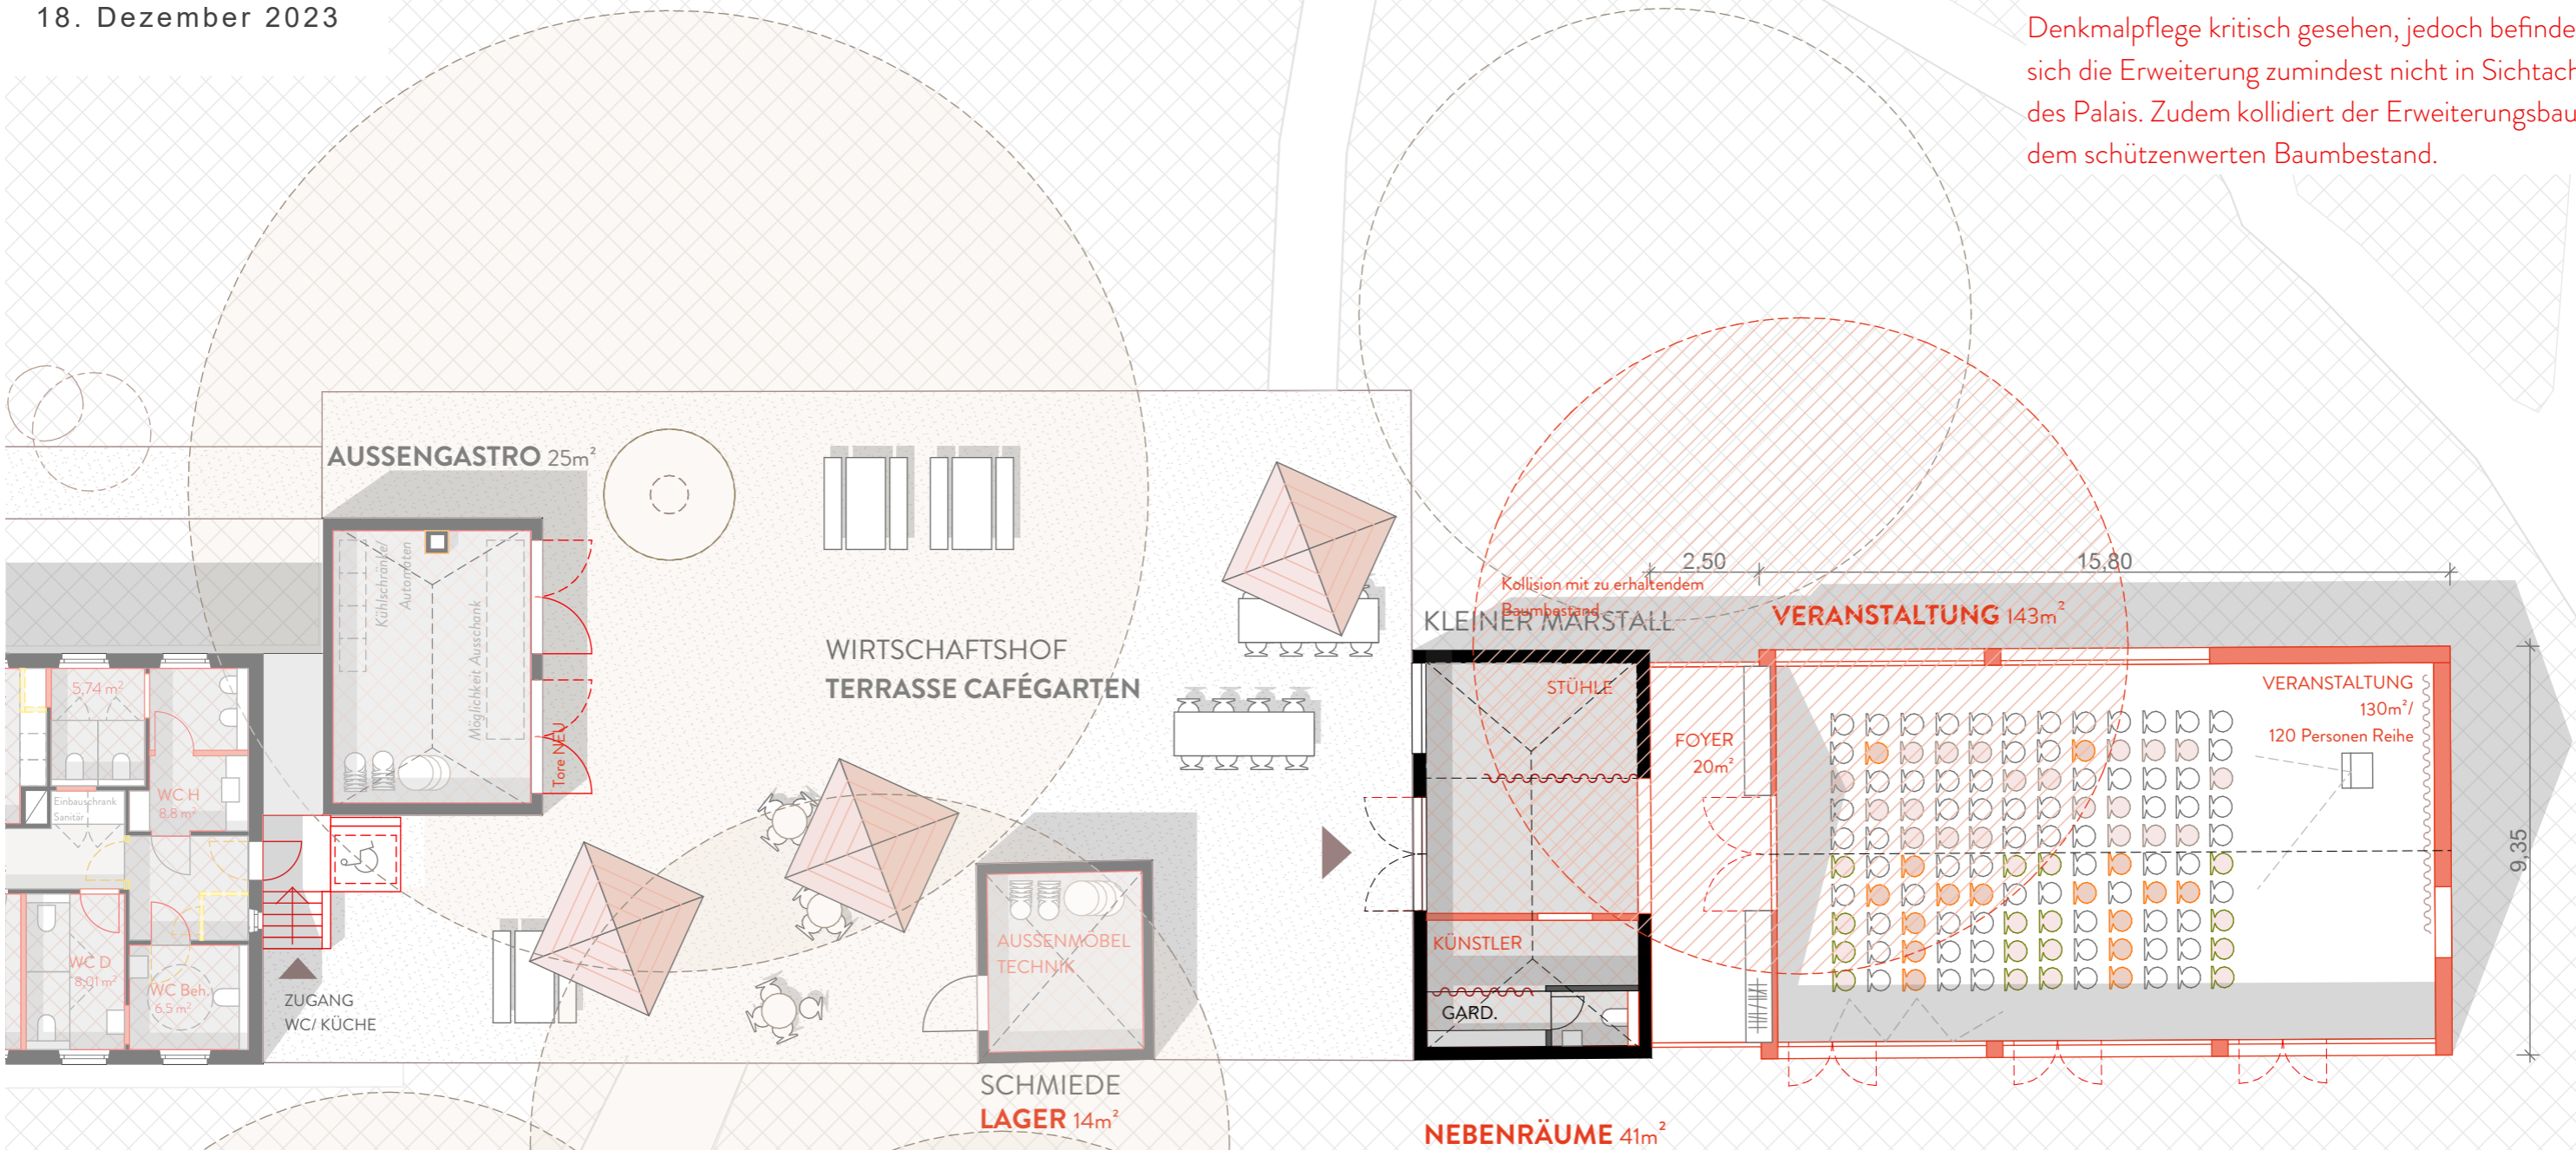 18. Dezember 2023
Denkmalpflege kritisch gesehen, jedoch befinde
sich die Erweiterung zumindest nicht in Sichtach
des Palais. Zudem kollidiert der Erweiterungsbau
dem schützenwerten Baumbestand.
AUSSENGASTRO 25m²
Kühlschränke/
Automaten
Möglichkeit Ausschank
Tore NEU
WIRTSCHAFTSHOF
TERRASSE CAFÉGARTEN
2,50
15,80
Kollision mit zu erhaltendem
Baumbestand
KLEINER MARSTALL
VERANSTALTUNG 143m²
5,74 m²
WC H
8.8 m²
Einbauschrank
Sanitär
WC D
8,01 m²
WC Beh.
6.5 m²
ZUGANG
WC/ KÜCHE
STÜHLE
FOYER
20m²
VERANSTALTUNG
130m²/
120 Personen Reihe
9,35
KÜNSTLER
GARD.
AUSSENMÖBEL
TECHNIK
SCHMIEDE
LAGER 14m²
NEBENRÄUME 41m²